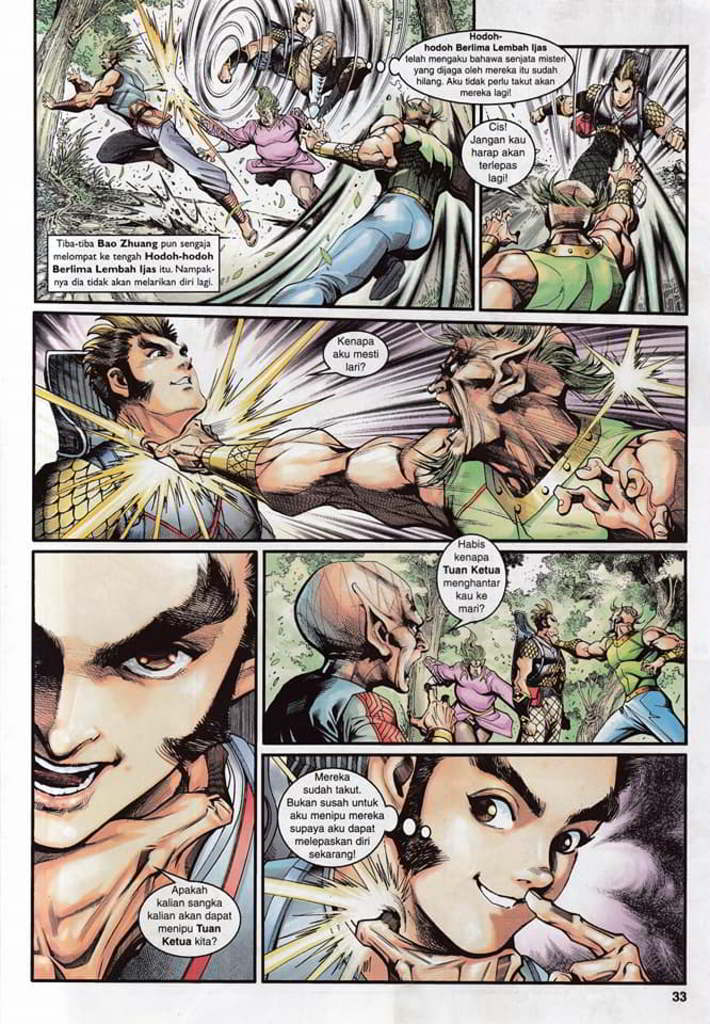 Hodoh-
hodoh Berlima Lembah Ijas
telah mengaku bahawa senjata misteri
yang dijaga oleh mereka itu sudah
hilang. Aku tidak perlu takut akan
mereka lagi!
Cis!
Jangan kau
harap akan
terlepas
lagi!
Tiba-tiba Bao Zhuang pun sengaja
melompat ke tengah Hodoh-hodoh
Berlima Lembah Ijas itu. Nampak-
nya dia tidak akan melarikan diri lagi.
Kenapa
aku mesti
lari?
Habis
kenapa
Tuan Ketua
menghantar
kau ke
mari?
Apakah
kalian sangka
kalian akan dapat
menipu Tuan
Ketua kita?
Mereka
sudah takut.
Bukan susah untuk
aku menipu mereka
supaya aku dapat
melepaskan diri
sekarang!
33